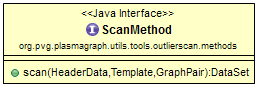 <<Java Interface>>
I ScanMethod
org.pvg.plasmagraph.utils.tools.outlierscan.methods
scan(HeaderData,Template,GraphPair):DataSet